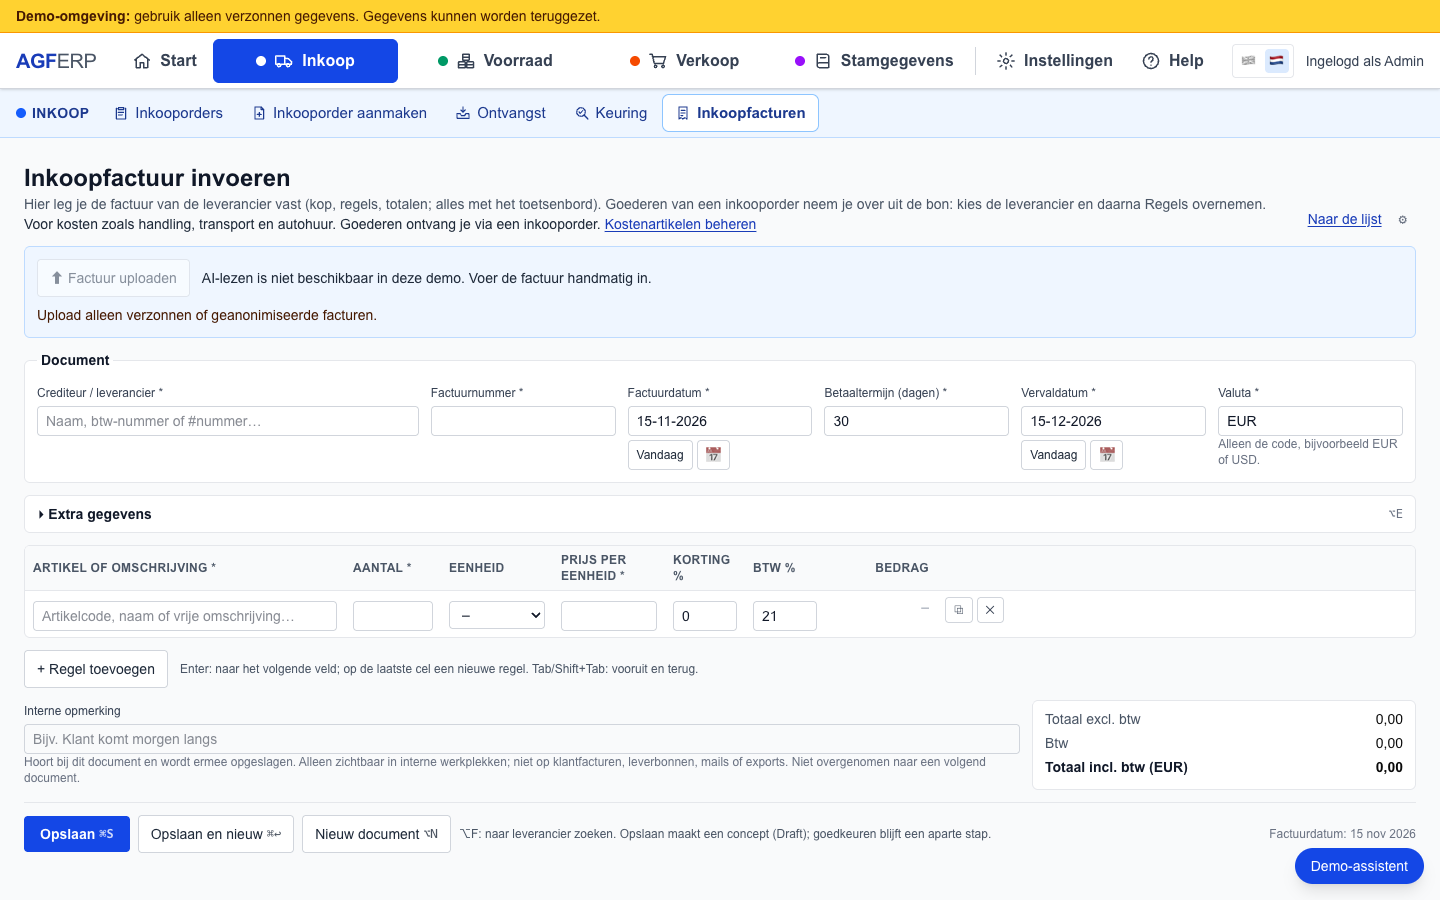 Demo-omgeving: gebruik alleen verzonnen gegevens. Gegevens kunnen worden teruggezet.
AGFERP
Start
Inkoop
Voorraad
Verkoop
Stamgegevens
Instellingen
Help
Ingelogd als Admin
INKOOP
Inkooporders
Inkooporder aanmaken
Ontvangst
Keuring
Inkoopfacturen
Inkoopfactuur invoeren
Hier leg je de factuur van de leverancier vast (kop, regels, totalen; alles met het toetsenbord). Goederen van een inkooporder neem je over uit de bon: kies de leverancier en daarna Regels overnemen.
Voor kosten zoals handling, transport en autohuur. Goederen ontvang je via een inkooporder. Kostenartikelen beheren
Naar de lijst
Factuur uploaden
AI-lezen is niet beschikbaar in deze demo. Voer de factuur handmatig in.
Upload alleen verzonnen of geanonimiseerde facturen.
Document
Crediteur / leverancier *
Factuurnummer *
Factuurdatum *
Betaaltermijn (dagen) *
Vervaldatum *
Valuta *
Naam, btw-nummer of #nummer…
15-11-2026
30
15-12-2026
EUR
Vandaag
Vandaag
Alleen de code, bijvoorbeeld EUR
of USD.
Extra gegevens
⌥E
ARTIKEL OF OMSCHRIJVING *
AANTAL *
EENHEID
PRIJS PER
EENHEID *
KORTING
%
BTW %
BEDRAG
Artikelcode, naam of vrije omschrijving…
–
0
21
–
+ Regel toevoegen
Enter: naar het volgende veld; op de laatste cel een nieuwe regel. Tab/Shift+Tab: vooruit en terug.
Interne opmerking
Bijv. Klant komt morgen langs
Hoort bij dit document en wordt ermee opgeslagen. Alleen zichtbaar in interne werkplekken; niet op klantfacturen, leverbonnen, mails of exports. Niet overgenomen naar een volgend
document.
Totaal excl. btw 0,00
Btw 0,00
Totaal incl. btw (EUR) 0,00
Opslaan ⌘S
Opslaan en nieuw ⌘↩
Nieuw document ⌥N
⌥F: naar leverancier zoeken. Opslaan maakt een concept (Draft); goedkeuren blijft een aparte stap.
Factuurdatum: 15 nov 2026
Demo-assistent